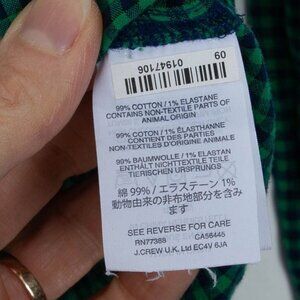 01947106
09
99% COTTON / 1% ELASTANE
CONTAINS NON-TEXTILE PARTS OF
ANIMAL ORIGIN
99% COTON / 1% ÉLASTHANNE
CONTIENT DES PARTIES
NON-TEXTILES D'ORIGINE ANIMALE
99% BAUMWOLLE / 1% ELASTAN
ENTHÄLT NICHTTEXTILE TEILE
TIERISCHEN URSPRUNGS
綿 99% / エラステーン 1%
動物由来の非布地部分を含み
ます
SEE REVERSE FOR CARE
RN77388 CA56445
J.CREW U.K. Ltd EC4V 6JA